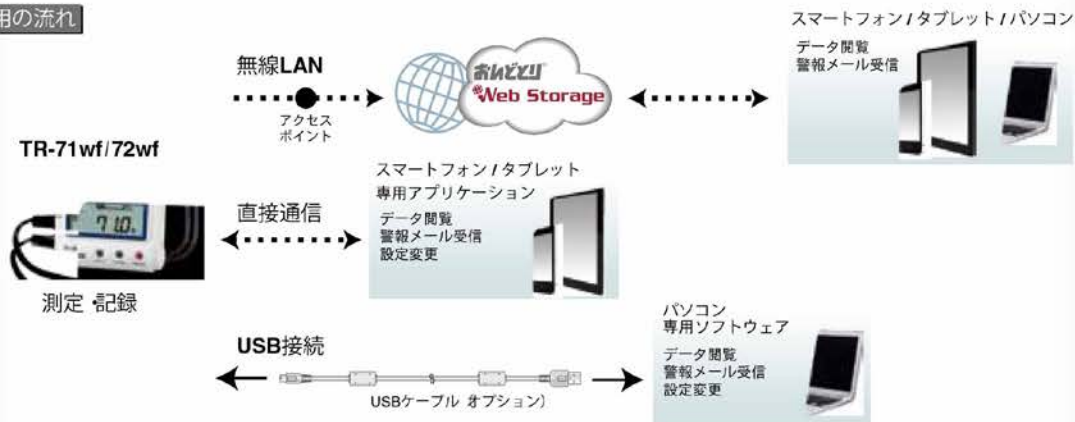 用の流れ
スマートフォン / タブレット / パソコン
データ閲覧
警報メール受信
無線LAN
アクセス
ポイント
おんどとり
Web Storage
TR-71wf/72wf
71.0
測定・記録
直接通信
スマートフォン / タブレット
専用アプリケーション
データ閲覧
警報メール受信
設定変更
USB接続
USBケーブル オプション)
パソコン
専用ソフトウェア
データ閲覧
警報メール受信
設定変更